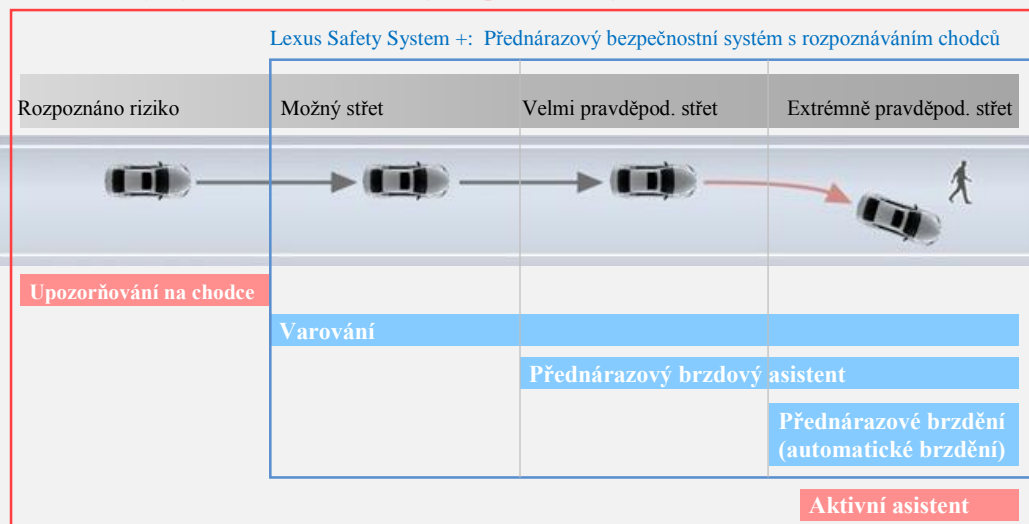 Lexus Safety System +: Přednárazový bezpečnostní systém s rozpoznáváním chodců
Rozpoznáno riziko
Možný střet
Velmi pravděpod. střet
Extrémně pravděpod. střet
Upozorňování na chodce
Varování
Přednárazový brzdový asistent
Přednárazové brzdění
(automatické brzdění)
Aktivní asistent